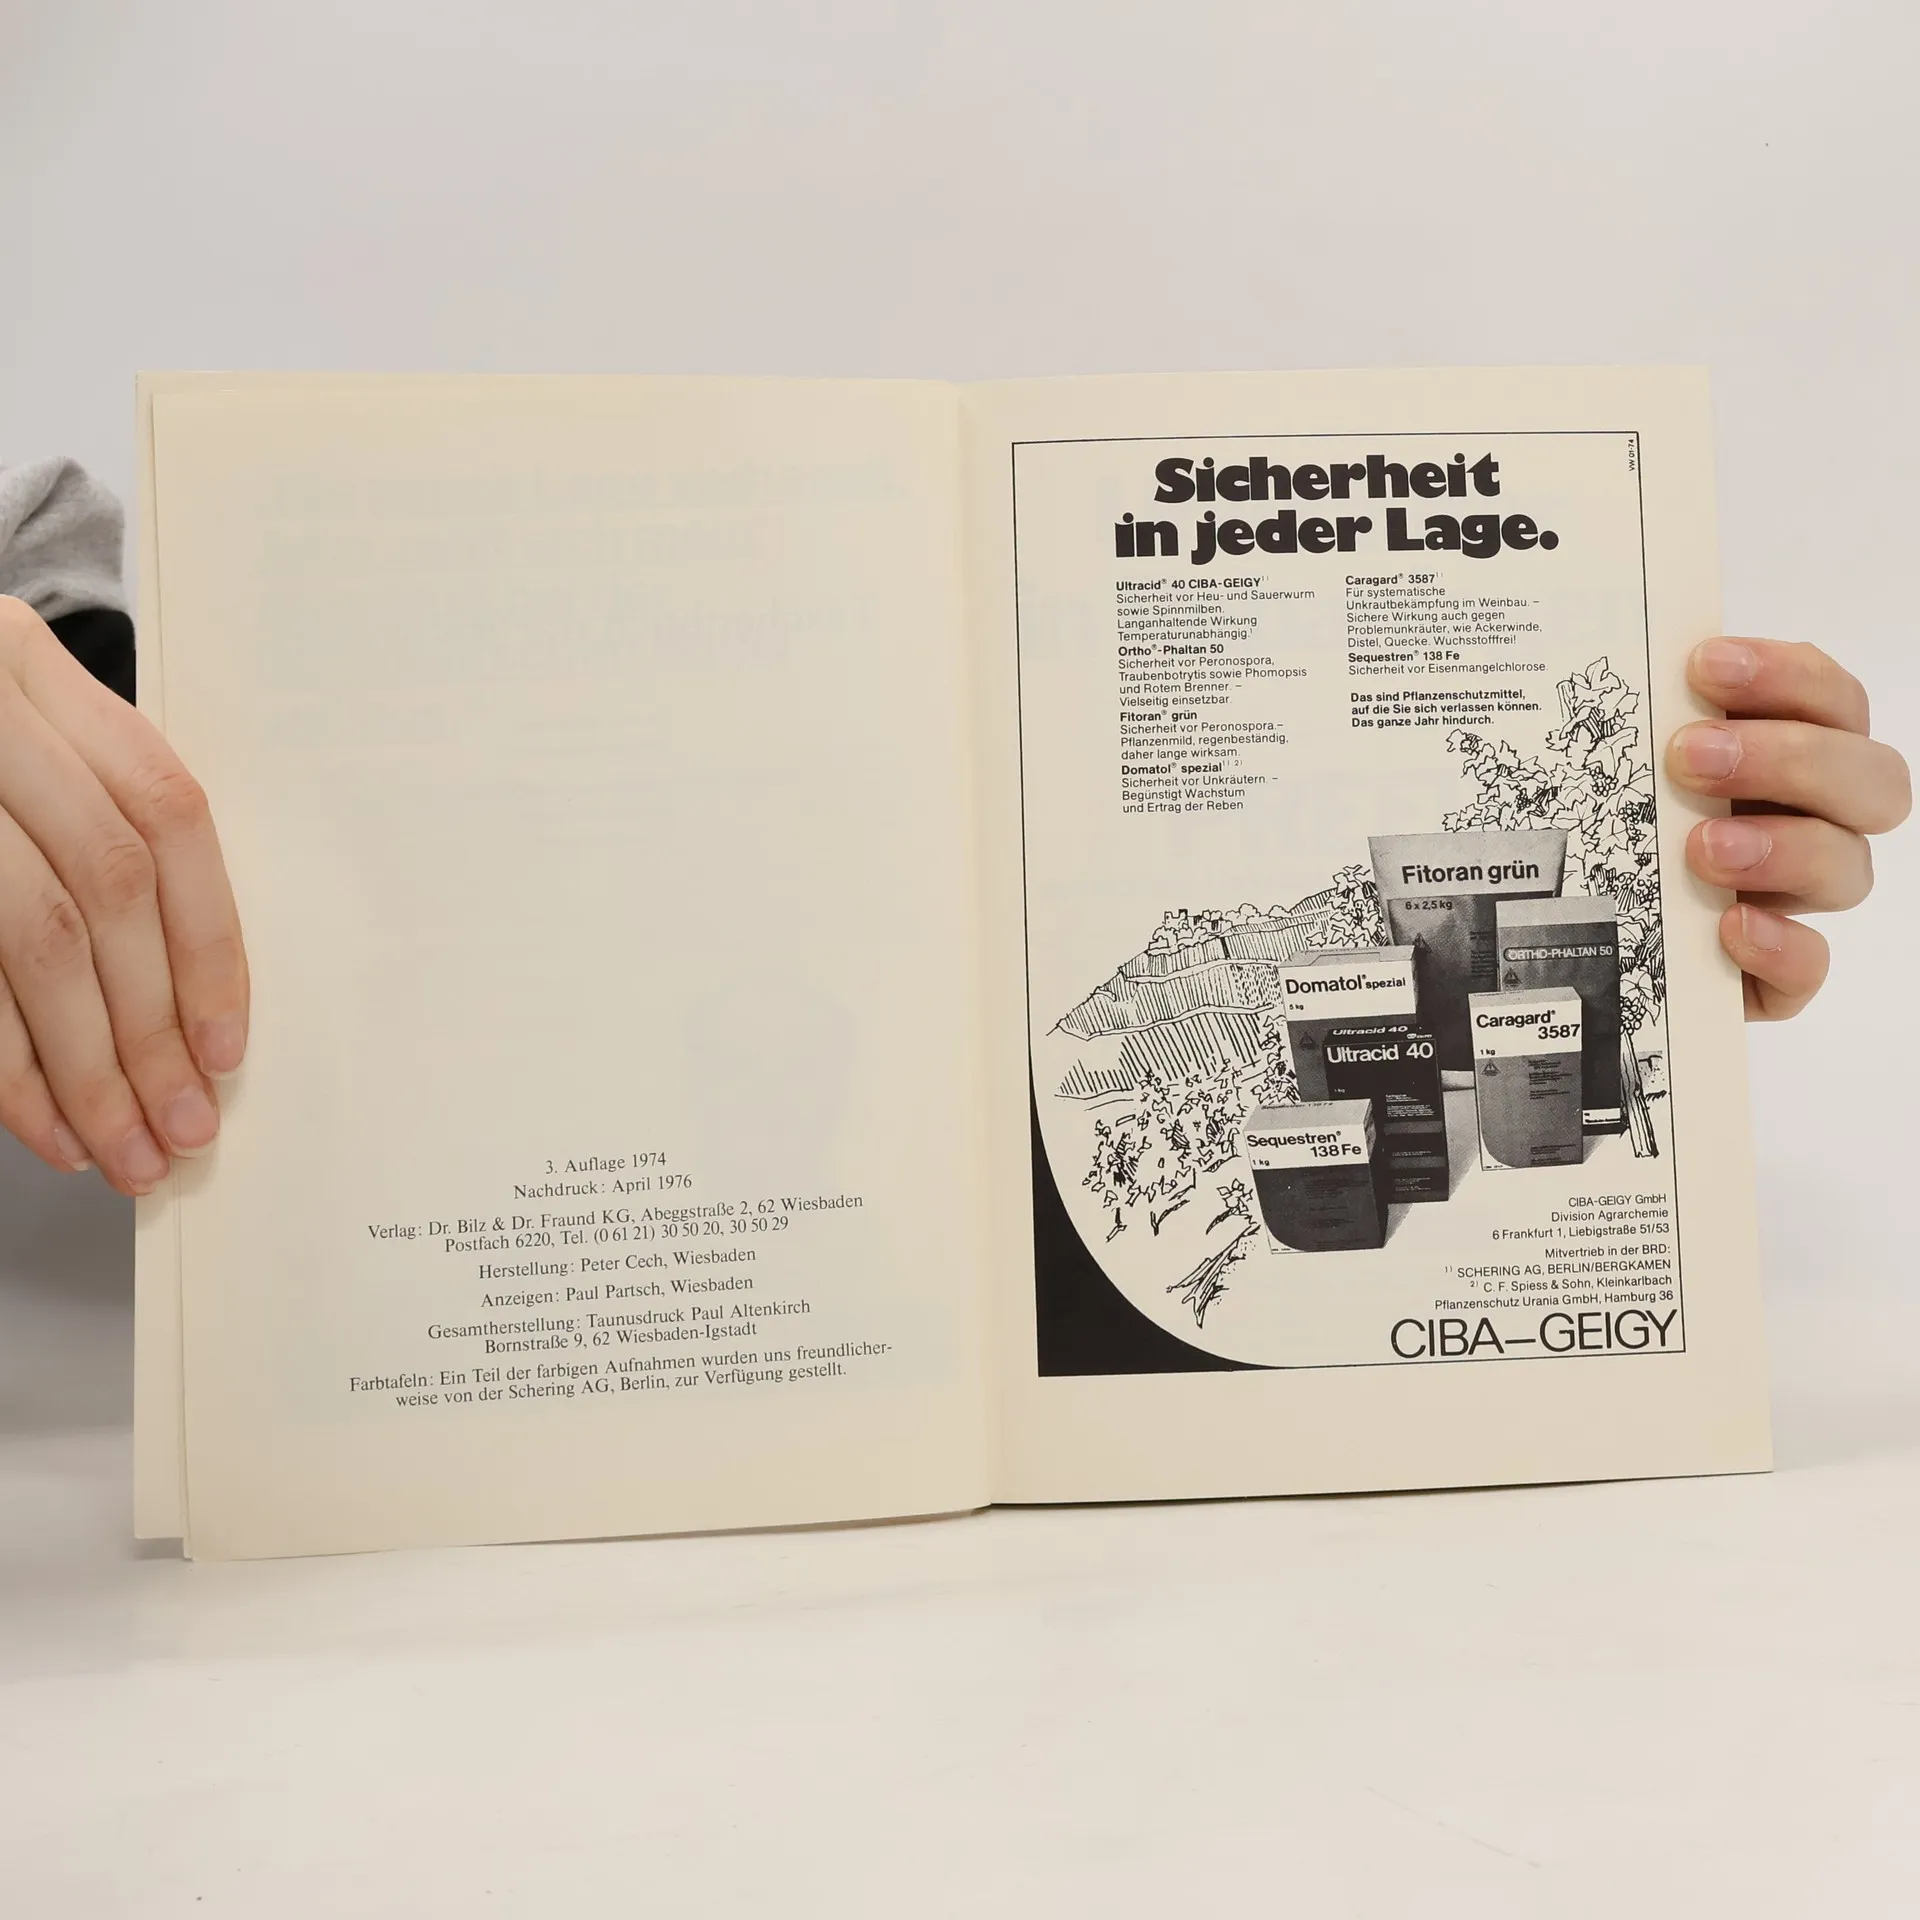 3. Auflage 1974
Nachdruck: April 1976
Verlag: Dr. Bilz & Dr. Fraund KG, Abeggstraße 2, 62 Wiesbaden
Postfach 6220, Tel. (0 61 21) 30 50 20, 30 50 29
Herstellung: Peter Cech, Wiesbaden
Anzeigen: Paul Partsch, Wiesbaden
Gesamtherstellung: Taunusdruck Paul Altenkirch
Bornstraße 9, 62 Wiesbaden-Igstadt
Farbtafeln: Ein Teil der farbigen Aufnahmen wurden uns freundlicher-
weise von der Schering AG, Berlin, zur Verfügung gestellt.
VW 01-74
Sicherheit
in jeder Lage.
Ultracid® 40 CIBA-GEIGY¹⁾
Sicherheit vor Heu- und Sauerwurm
sowie Spinnmilben.
Langanhaltende Wirkung
Temperaturunabhängig.¹
Ortho®-Phaltan 50
Sicherheit vor Peronospora,
Traubenbotrytis sowie Phomopsis
und Rotem Brenner. –
Vielseitig einsetzbar.
Fitoran® grün
Sicherheit vor Peronospora.–
Pflanzenmild, regenbeständig,
daher lange wirksam.
Domatol® spezial¹⁾ ²⁾
Sicherheit vor Unkräutern. –
Begünstigt Wachstum
und Ertrag der Reben
Caragard® 3587¹⁾
Für systematische
Unkrautbekämpfung im Weinbau. –
Sichere Wirkung auch gegen
Problemunkräuter, wie Ackerwinde,
Distel, Quecke. Wuchsstofffrei!
Sequestren® 138 Fe
Sicherheit vor Eisenmangelchlorose.
Das sind Pflanzenschutzmittel,
auf die Sie sich verlassen können.
Das ganze Jahr hindurch.
Fitoran grün
6 x 2,5 kg
ORTHO-PHALTAN 50
Domatol® spezial
5 kg
Caragard®
3587
1 kg
Ultracid 40
Ultracid 40
1 kg
Sequestren®
138 Fe
1 kg
CIBA-GEIGY GmbH
Division Agrarchemie
6 Frankfurt 1, Liebigstraße 51/53
Mitvertrieb in der BRD:
¹⁾ SCHERING AG, BERLIN/BERGKAMEN
²⁾ C. F. Spiess & Sohn, Kleinkarlbach
Pflanzenschutz Urania GmbH, Hamburg 36
CIBA–GEIGY